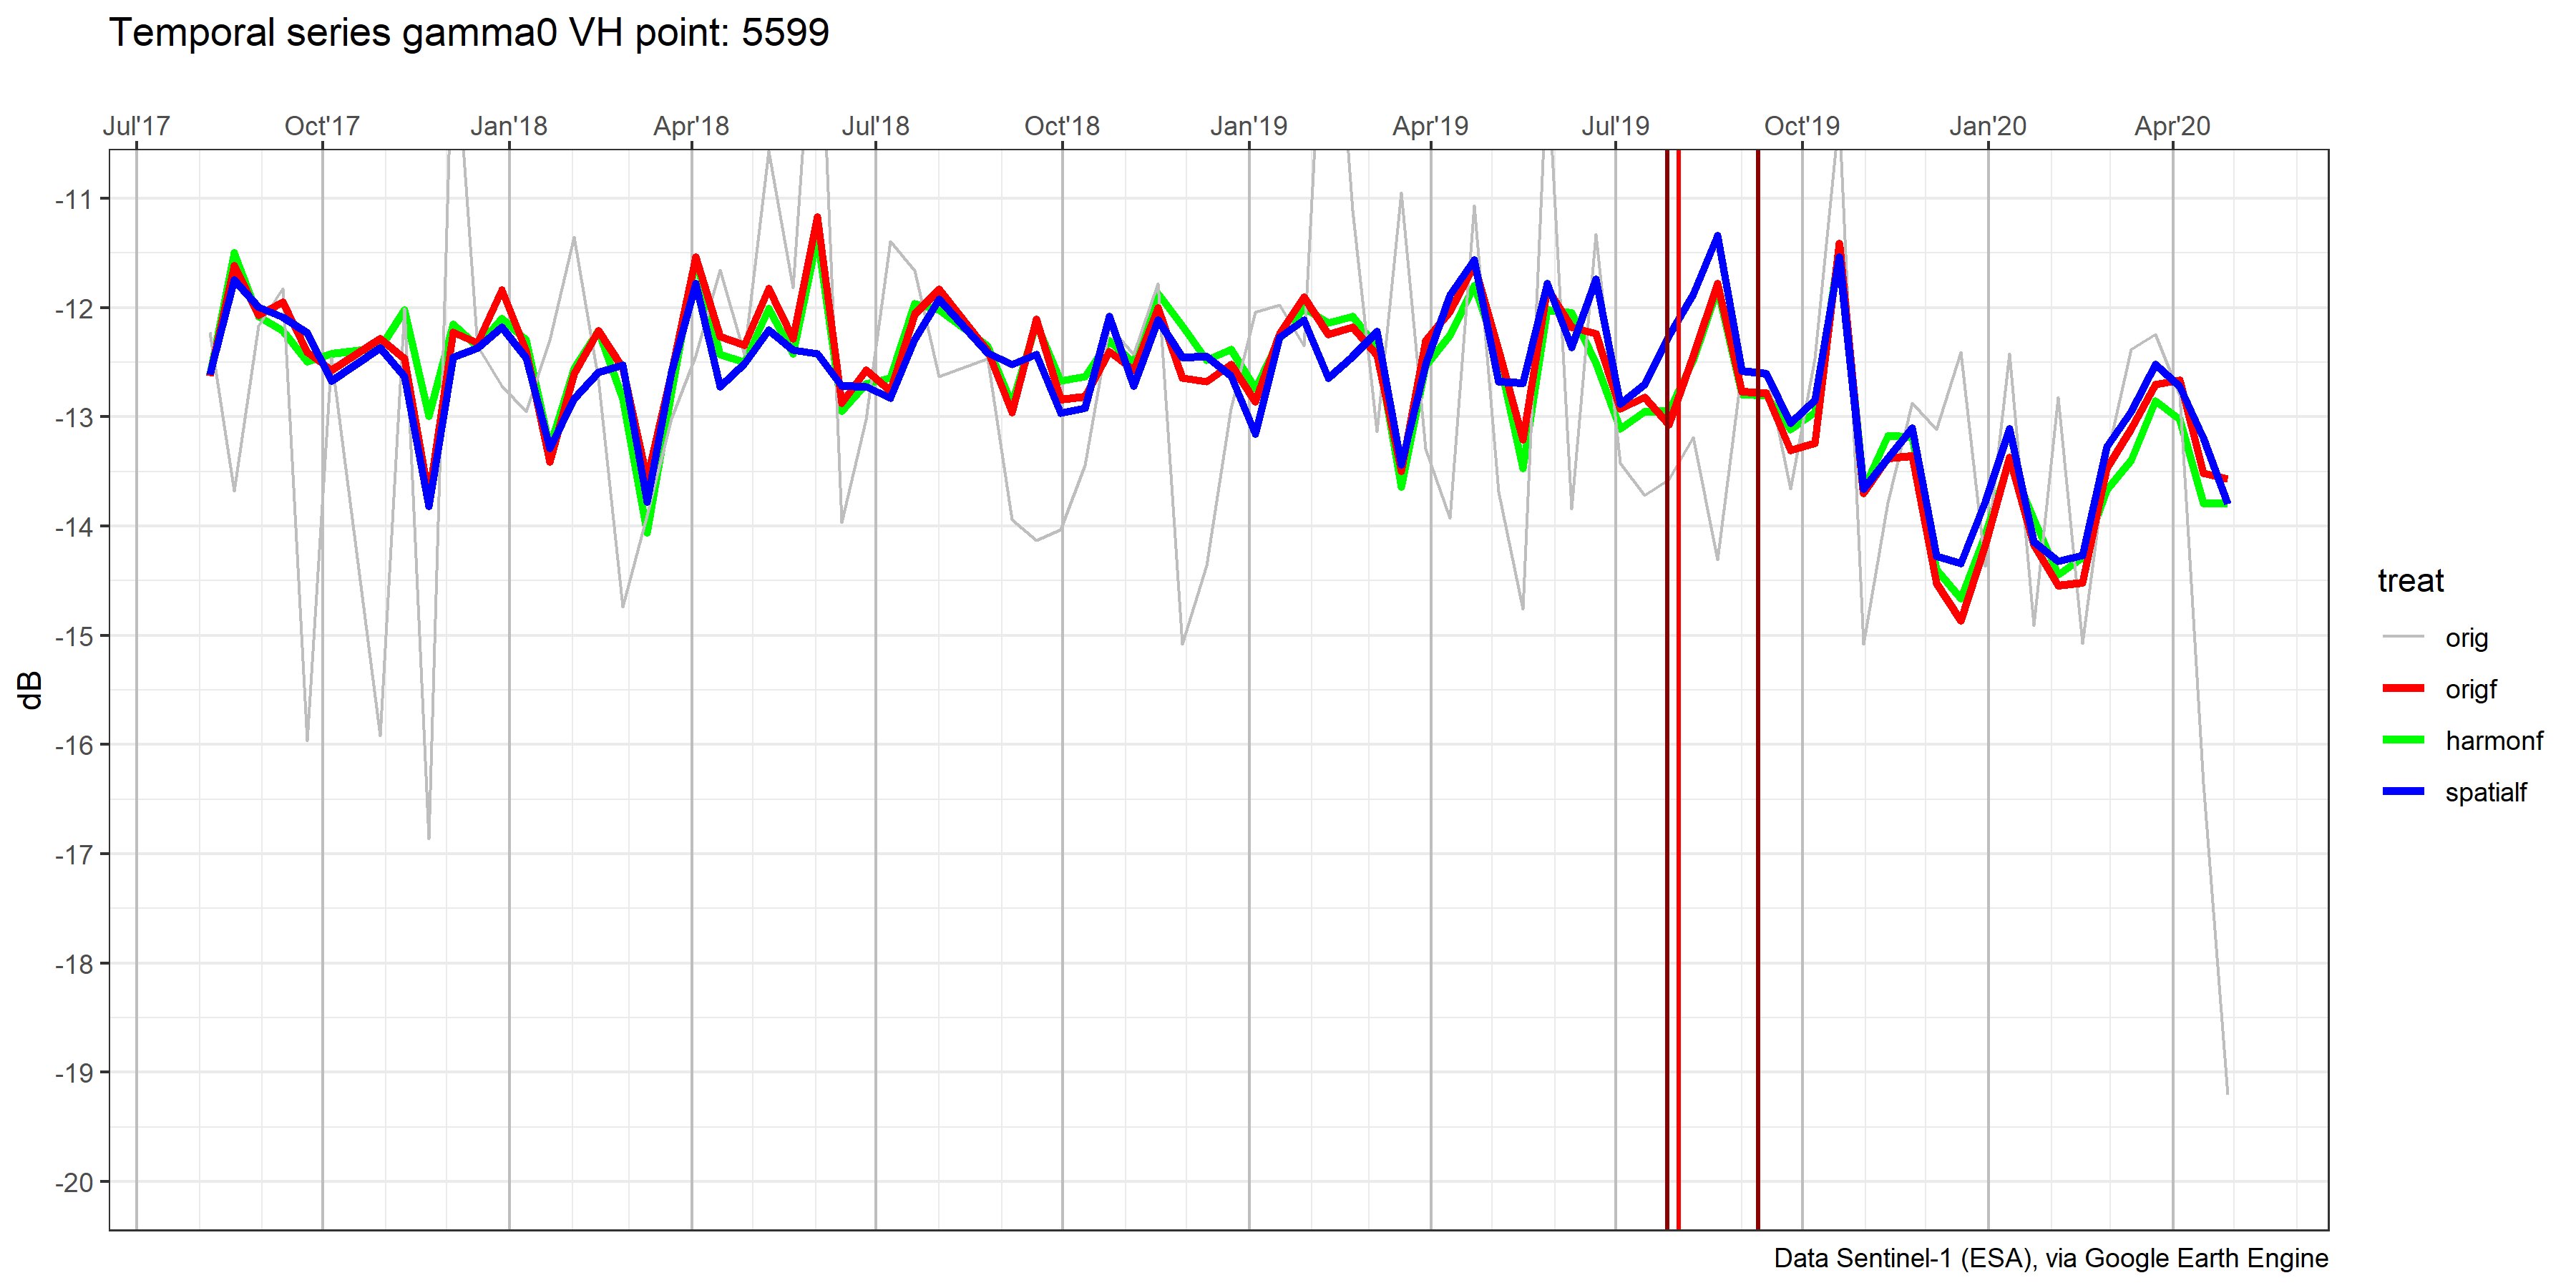 Temporal series gamma0 VH point: 5599
Jul'17 Oct'17 Jan'18 Apr'18 Jul'18 Oct'18 Jan'19 Apr'19 Jul'19 Oct'19 Jan'20 Apr'20
-11
-12
-13
-14
-15
-16
-17
-18
-19
-20
dB
treat
orig
origf
harmonf
spatialf
Data Sentinel-1 (ESA), via Google Earth Engine